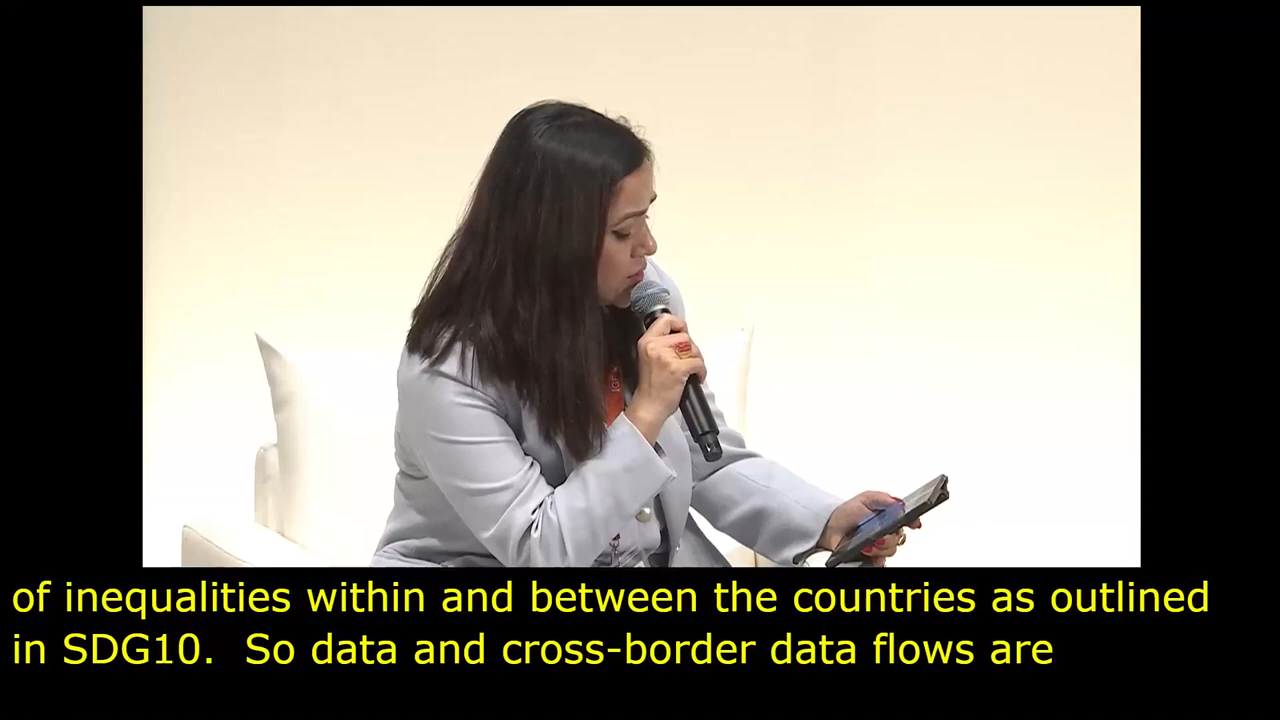 IGF
of inequalities within and between the countries as outlined
in SDG10.  So data and cross-border data flows are